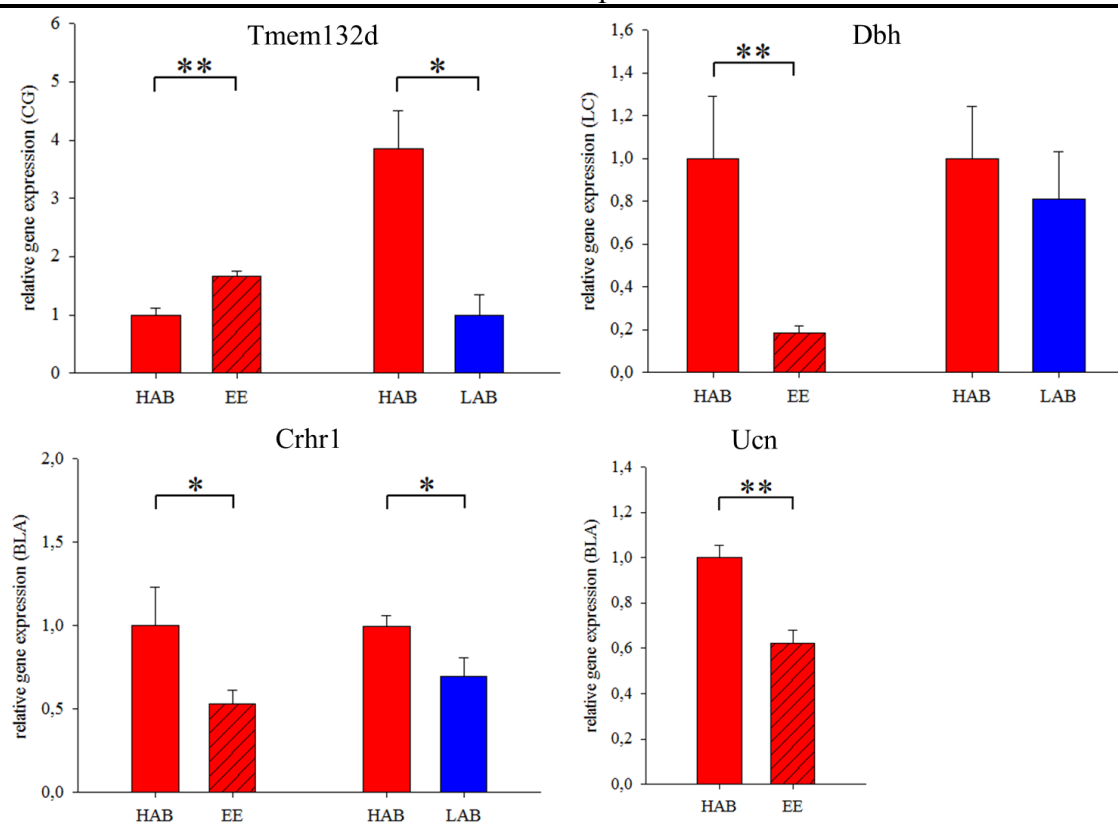 Tmem132d
relative gene expression (CG)
6
5
4
3
2
1
0
**
*
HAB
EE
HAB
LAB
Dbh
relative gene expression (LC)
1,6
1,4
1,2
1,0
0,8
0,6
0,4
0,2
0,0
**
HAB
EE
HAB
LAB
Crhr1
relative gene expression (BLA)
2,0
1,5
1,0
0,5
0,0
*
*
HAB
EE
HAB
LAB
Ucn
relative gene expression (BLA)
1,4
1,2
1,0
0,8
0,6
0,4
0,2
0,0
**
HAB
EE